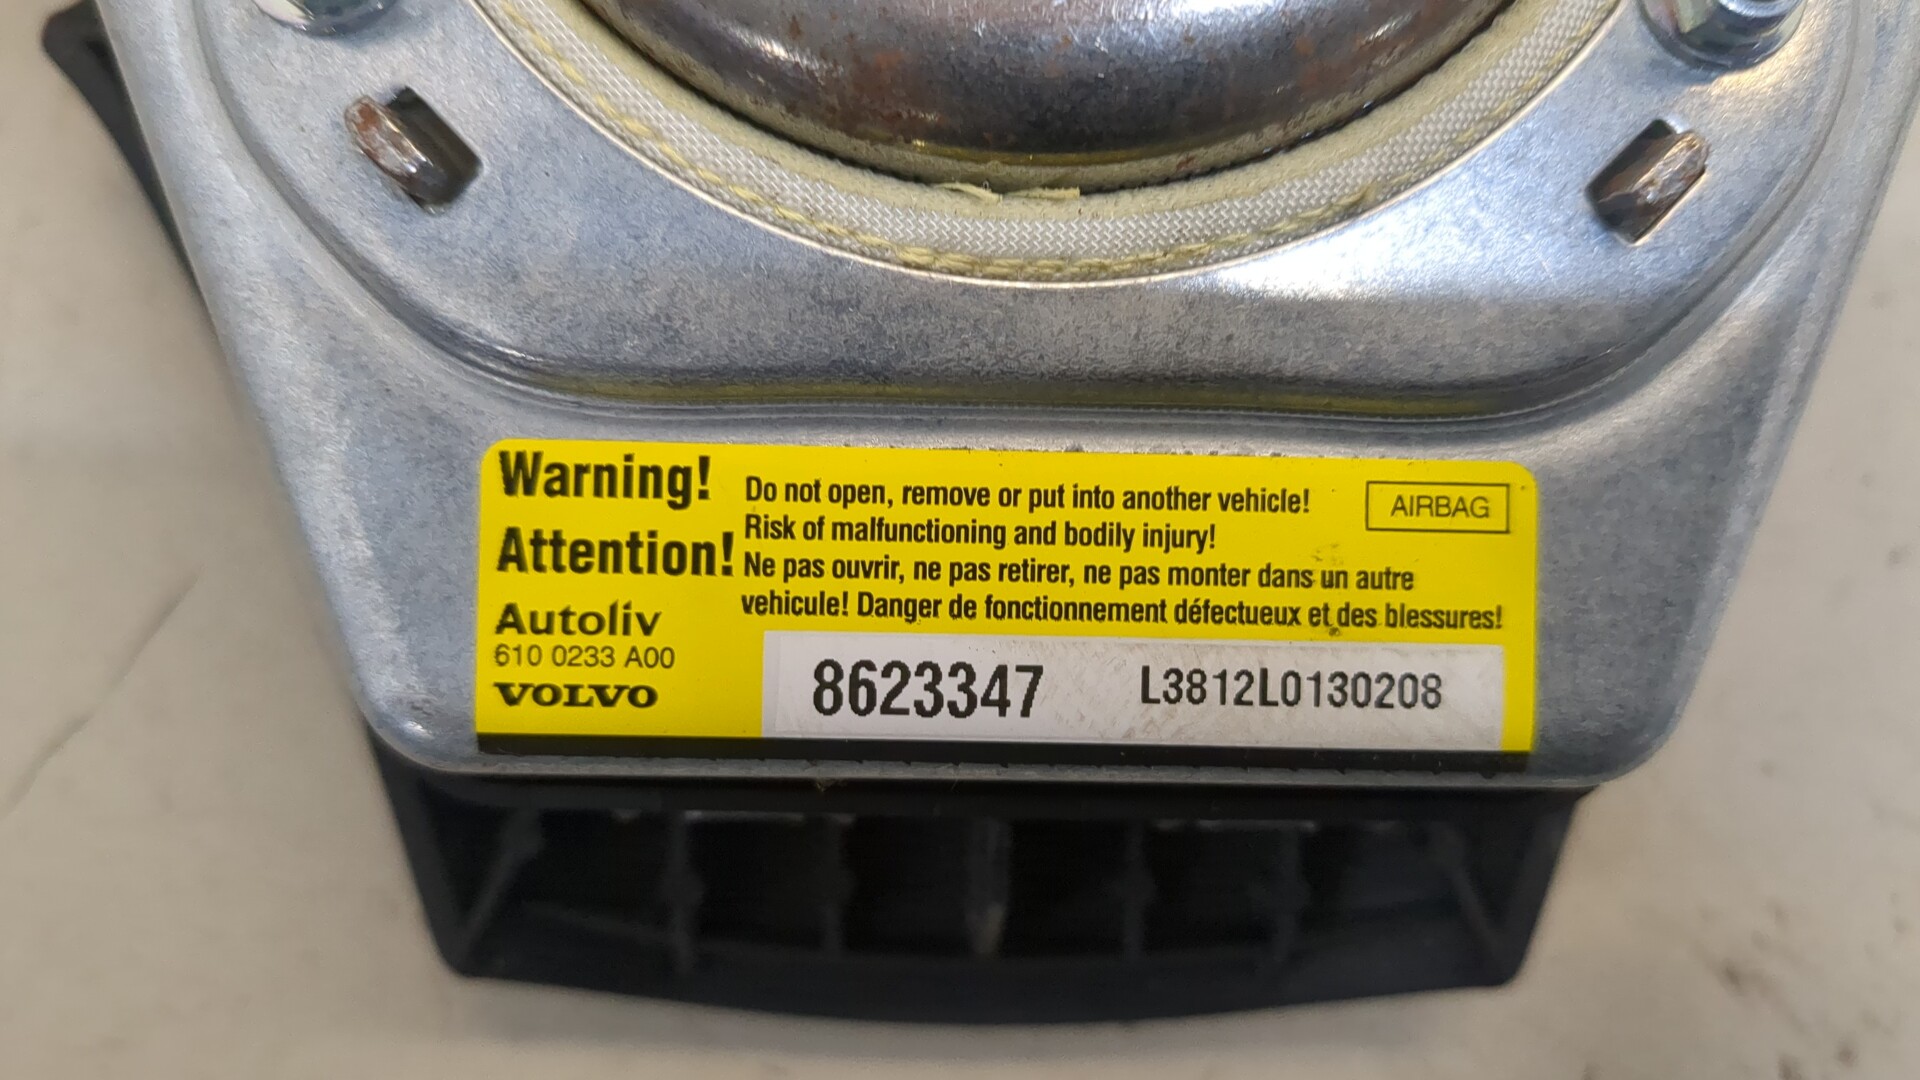 Warning!
Attention!
Do not open, remove or put into another vehicle!
Risk of malfunctioning and bodily injury!
Ne pas ouvrir, ne pas retirer, ne pas monter dans un autre
vehicule! Danger de fonctionnement défectueux et des blessures!
AIRBAG
Autoliv
610 0233 A00
VOLVO
8623347 L3812L0130208